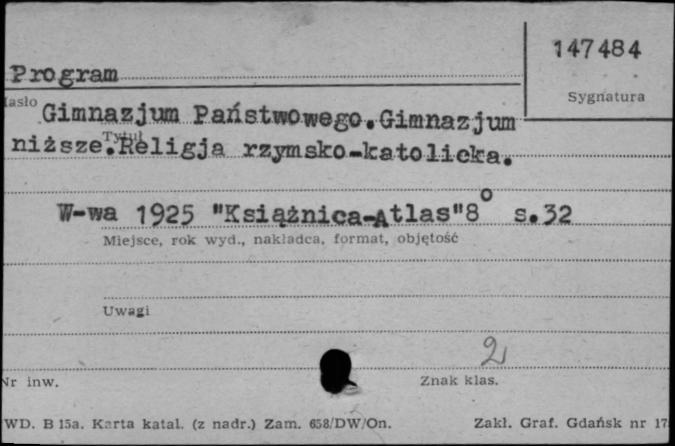 147484
Program
Sygnatura
Hasło
Gimnazjum Państwowego.Gimnazjum
Tytuł
niższe.Religja rzymsko-katolicka.
W-wa 1925 "Książnica-Atlas"8° s.32
Miejsce, rok wyd., nakładca, format, objętość
Uwagi
2
Nr inw.
Znak klas.
WD. B 15a. Karta katal. (z nadr.) Zam. 658/DW/On.
Zakł. Graf. Gdańsk nr 17